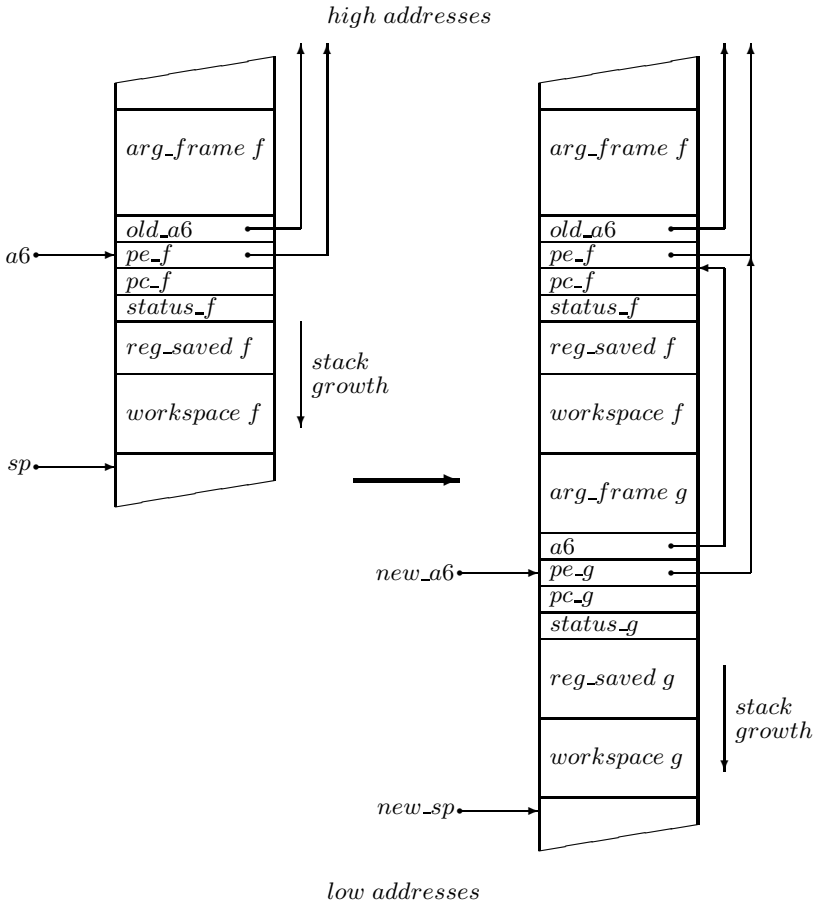 high addresses
arg_frame f
old_a6
a6
pe_f
pc_f
status_f
reg_saved f
stack
growth
workspace f
sp
arg_frame f
old_a6
pe_f
pc_f
status_f
reg_saved f
workspace f
arg_frame g
a6
new_a6
pe_g
pc_g
status_g
reg_saved g
stack
growth
workspace g
new_sp
low addresses